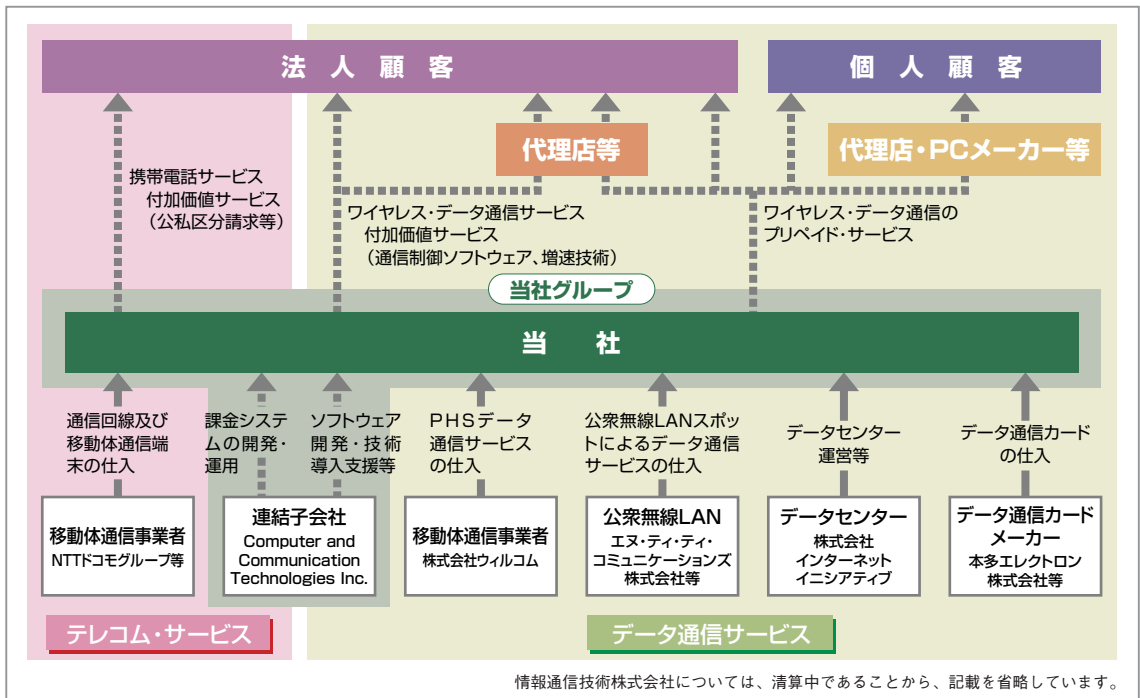 法人顧客
個人顧客
代理店等
代理店・PCメーカー等
携帯電話サービス
付加価値サービス
（公私区分請求等）
ワイヤレス・データ通信サービス
付加価値サービス
（通信制御ソフトウェア、増速技術）
ワイヤレス・データ通信の
プリペイド・サービス
当社グループ
当社
通信回線及び
移動体通信端
末の仕入
課金システ
ムの開発・
運用
ソフトウェア
開発・技術
導入支援等
PHSデータ
通信サービス
の仕入
公衆無線LANスポッ
トによるデータ通信
サービスの仕入
データセンター
運営等
データ通信カード
の仕入
移動体通信事業者
NTTドコモグループ等
連結子会社
Computer and
Communication
Technologies Inc.
移動体通信事業者
株式会社ウィルコム
公衆無線LAN
エヌ・ティ・ティ・
コミュニケーションズ
株式会社等
データセンター
株式会社
インターネット
イニシアティブ
データ通信カード
メーカー
本多エレクトロン
株式会社等
テレコム・サービス
データ通信サービス
情報通信技術株式会社については、清算中であることから、記載を省略しています。